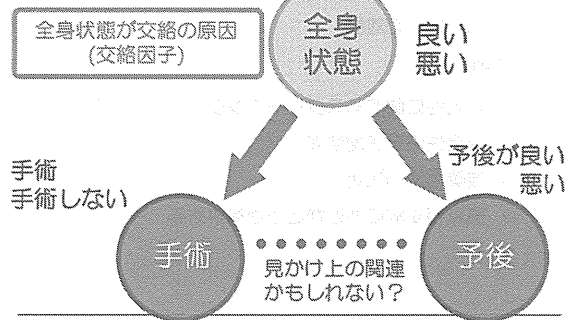 全身状態が交絡の原因
(交絡因子)
全身
状態
良い
悪い
手術
手術しない
予後が良い
悪い
手術
予後
見かけ上の関連
かもしれない？